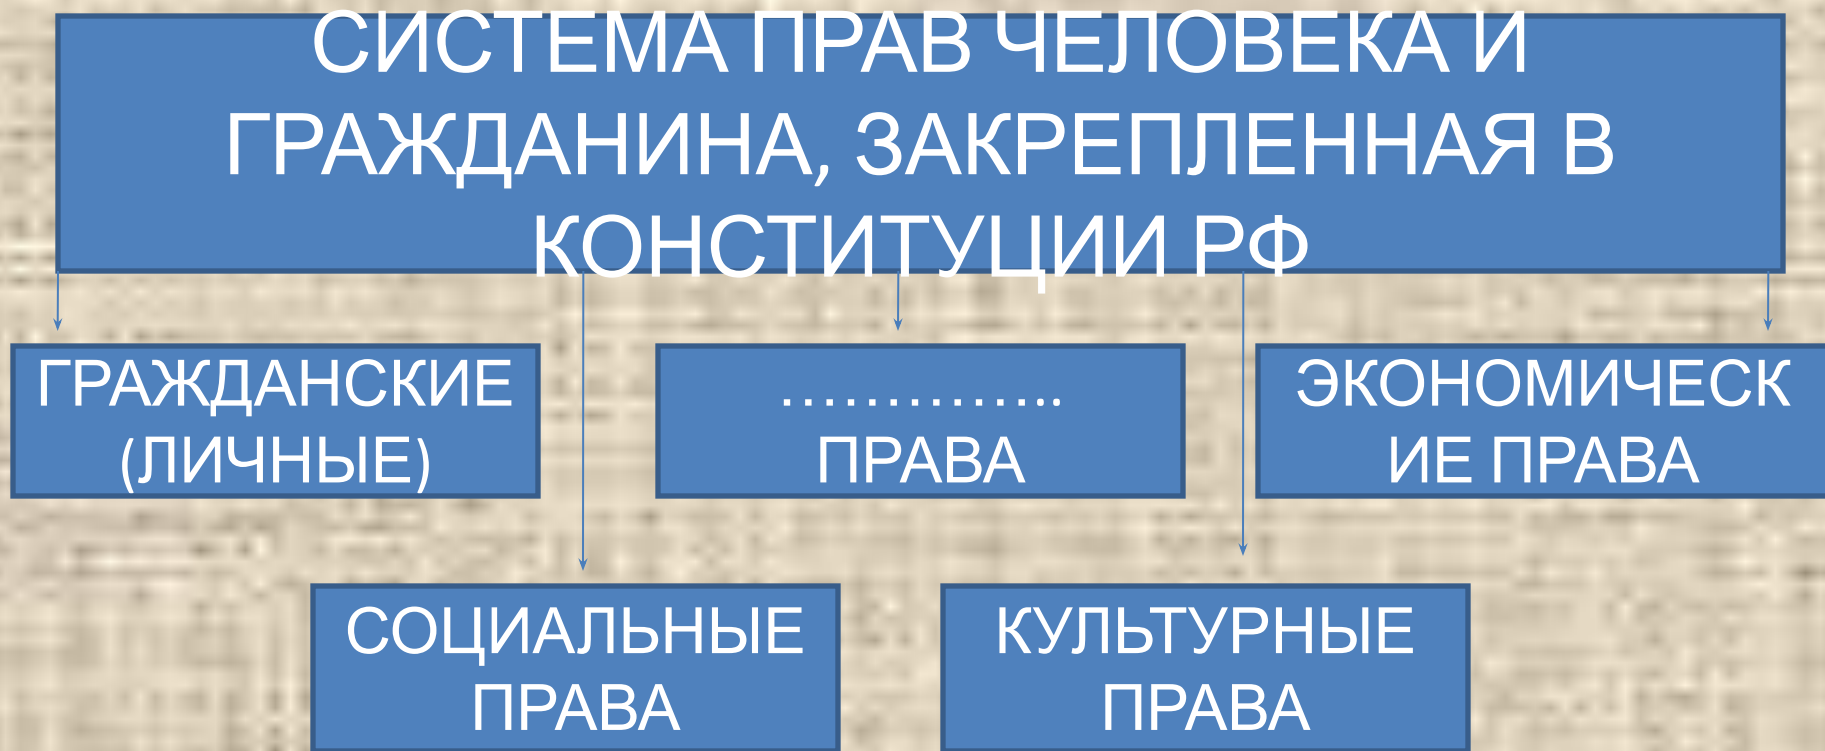 СИСТЕМА ПРАВ ЧЕЛОВЕКА И
ГРАЖДАНИНА, ЗАКРЕПЛЕННАЯ В
КОНСТИТУЦИИ РФ
ГРАЖДАНСКИЕ
(ЛИЧНЫЕ)
…………..
ПРАВА
ЭКОНОМИЧЕСК
ИЕ ПРАВА
СОЦИАЛЬНЫЕ
ПРАВА
КУЛЬТУРНЫЕ
ПРАВА